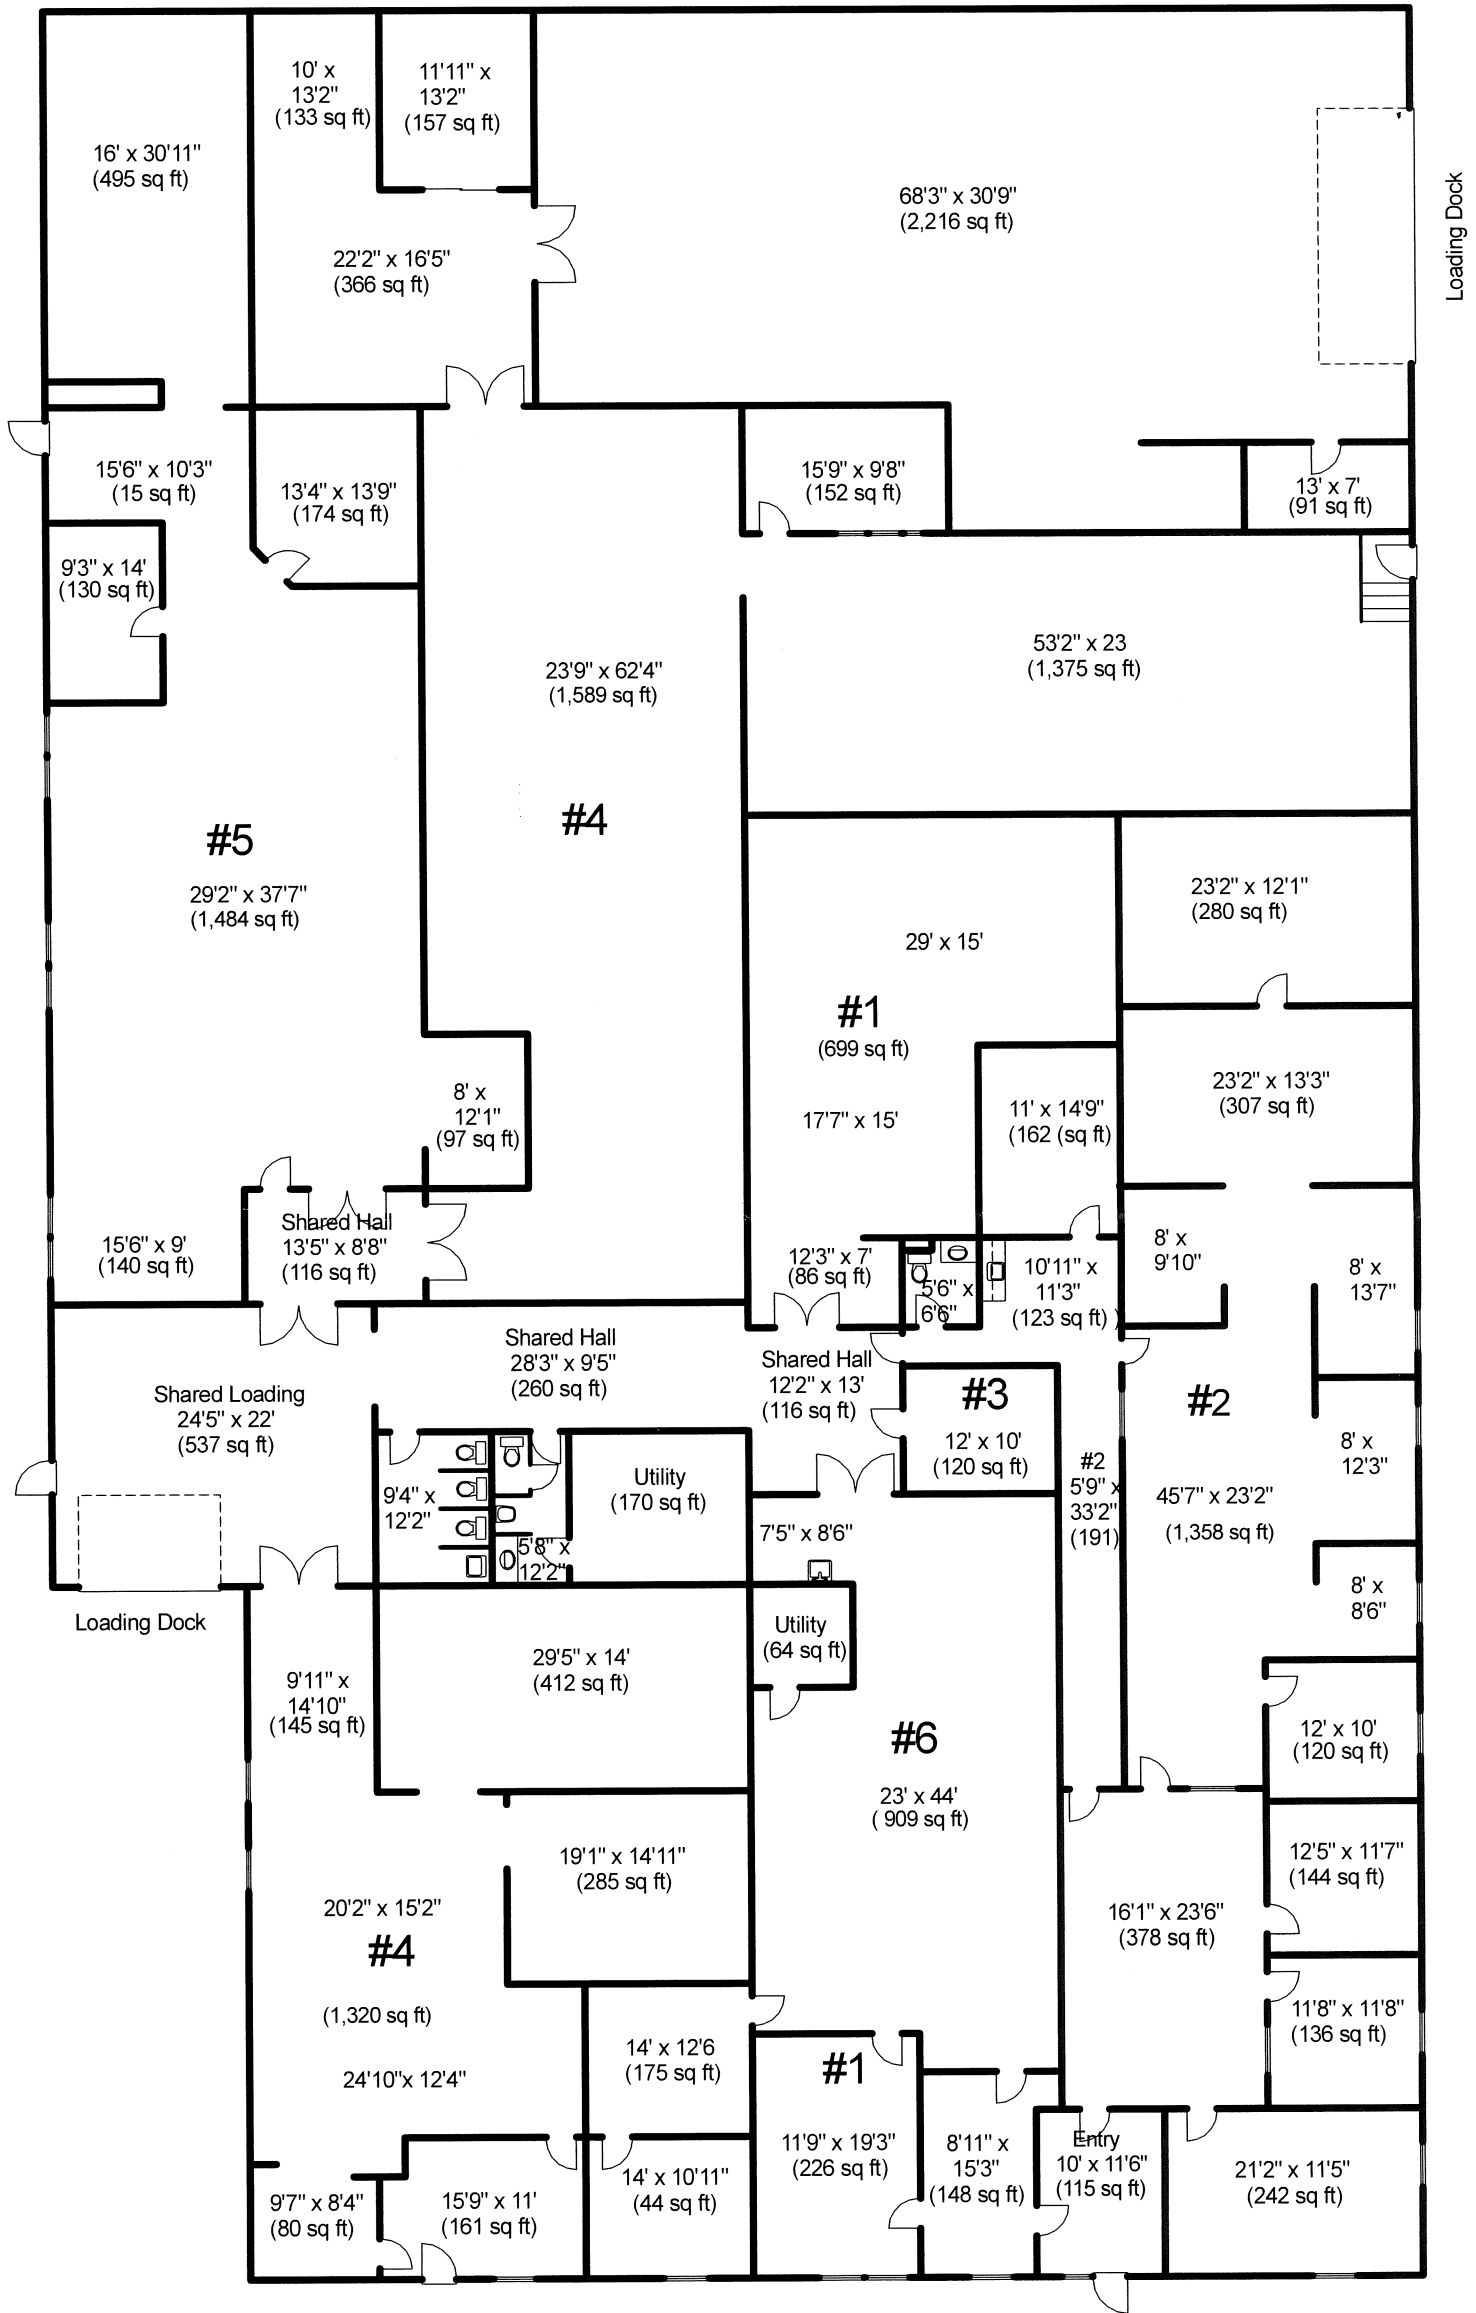 10' x
13'2"
(133 sq ft)
11'11" x
13'2"
(157 sq ft)
16' x 30'11"
(495 sq ft)
68'3" x 30'9"
(2,216 sq ft)
Loading Dock
22'2" x 16'5"
(366 sq ft)
15'6" x 10'3"
(15 sq ft)
13'4" x 13'9"
(174 sq ft)
15'9" x 9'8"
(152 sq ft)
13' x 7'
(91 sq ft)
9'3" x 14'
(130 sq ft)
23'9" x 62'4"
(1,589 sq ft)
53'2" x 23
(1,375 sq ft)
#4
#5
29'2" x 37'7"
(1,484 sq ft)
23'2" x 12'1"
(280 sq ft)
29' x 15'
#1
(699 sq ft)
17'7" x 15'
11' x 14'9"
(162 (sq ft)
23'2" x 13'3"
(307 sq ft)
8' x
12'1"
(97 sq ft)
Shared Hall
13'5" x 8'8"
(116 sq ft)
15'6" x 9'
(140 sq ft)
12'3" x 7'
(86 sq ft)
5'6" x
6'6"
10'11" x
11'3"
(123 sq ft)
8' x
9'10"
8' x
13'7"
Shared Hall
28'3" x 9'5"
(260 sq ft)
Shared Hall
12'2" x 13'
(116 sq ft)
#3
12' x 10'
(120 sq ft)
#2
Shared Loading
24'5" x 22'
(537 sq ft)
9'4" x
12'2"
5'8" x
12'2"
Utility
(170 sq ft)
7'5" x 8'6"
#2
5'9" x
33'2"
(191)
45'7" x 23'2"
(1,358 sq ft)
8' x
12'3"
8' x
8'6"
Loading Dock
Utility
(64 sq ft)
9'11" x
14'10"
(145 sq ft)
29'5" x 14'
(412 sq ft)
#6
23' x 44'
( 909 sq ft)
12' x 10'
(120 sq ft)
19'1" x 14'11"
(285 sq ft)
12'5" x 11'7"
(144 sq ft)
20'2" x 15'2"
#4
(1,320 sq ft)
24'10"x 12'4"
16'1" x 23'6"
(378 sq ft)
11'8" x 11'8"
(136 sq ft)
14' x 12'6
(175 sq ft)
#1
11'9" x 19'3"
(226 sq ft)
8'11" x
15'3"
(148 sq ft)
Entry
10' x 11'6"
(115 sq ft)
21'2" x 11'5"
(242 sq ft)
9'7" x 8'4"
(80 sq ft)
15'9" x 11'
(161 sq ft)
14' x 10'11"
(44 sq ft)